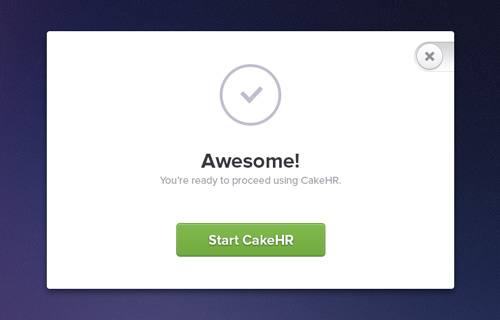 Awesome!
You're ready to proceed using CakeHR.
Start CakeHR